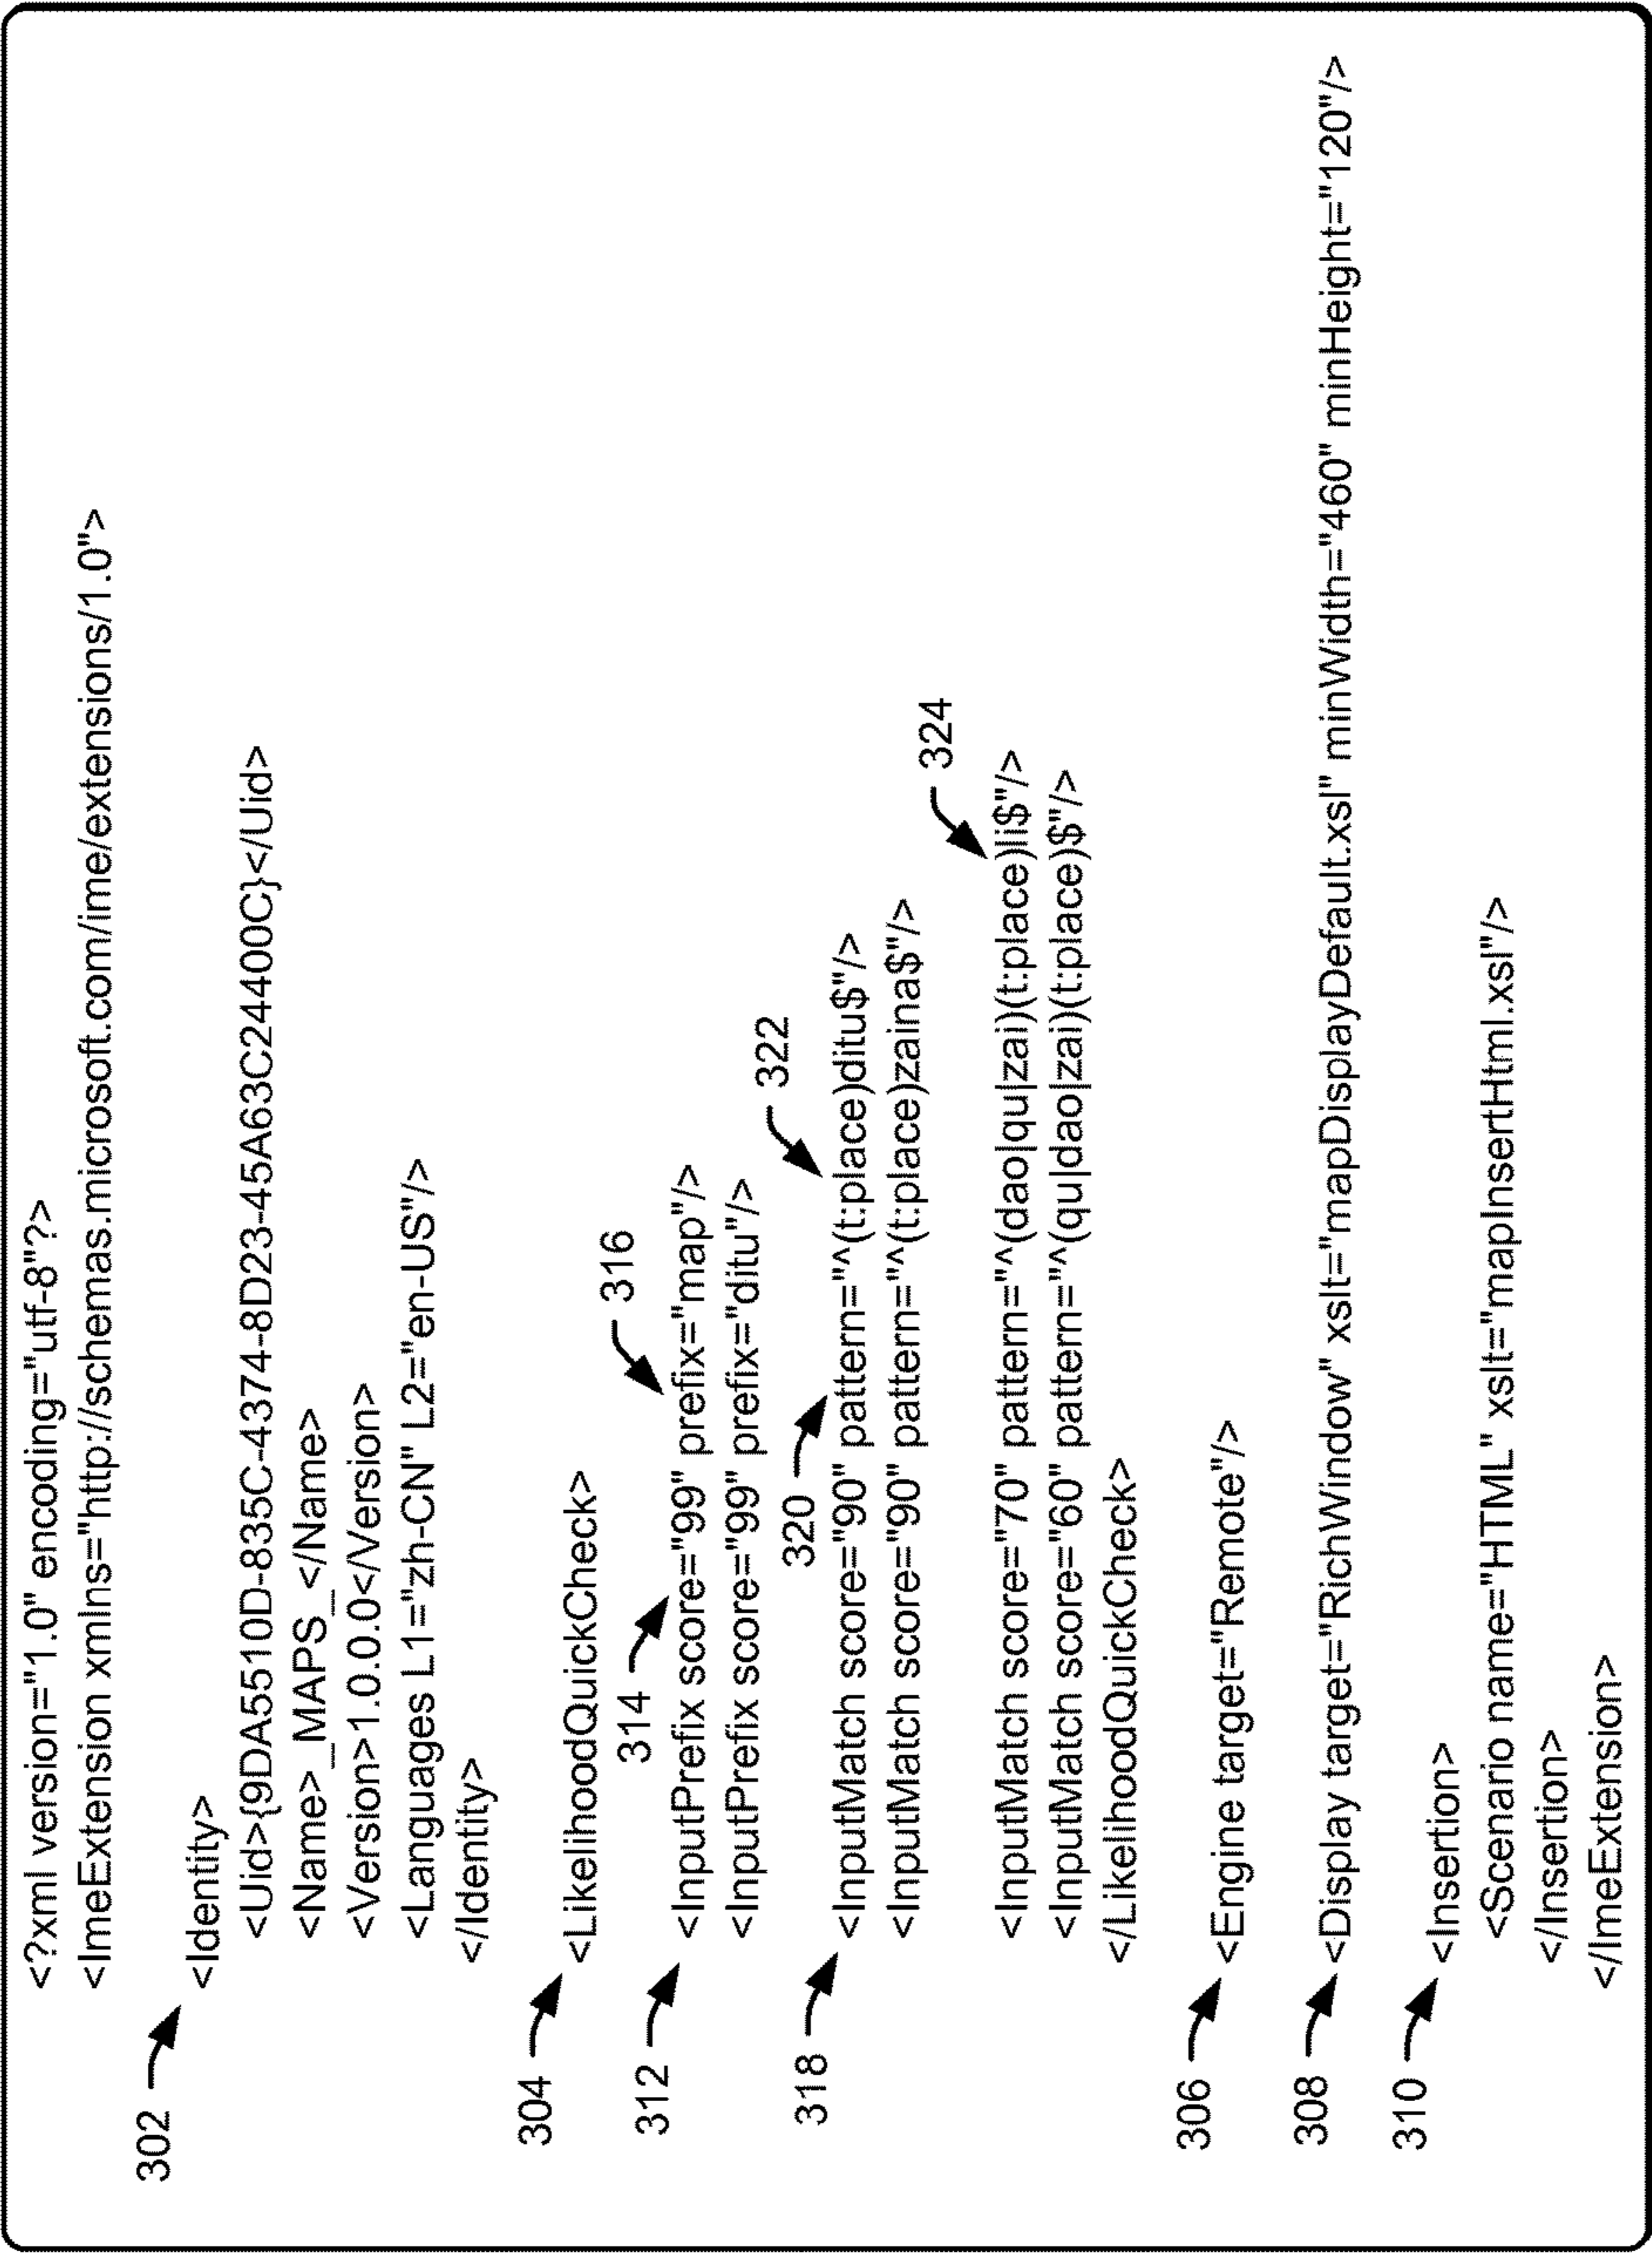 <?xml version="1.0" encoding="utf-8"?>
<ImeExtension xmlns="http://schemas.microsoft.com/ime/extensions/1.0">
302
<Identity>
<Uid>{9DA5510D-835C-4374-8D23-45A63C24400C}</Uid>
<Name>_MAPS_</Name>
<Version>1.0.0.0</Version>
<Languages L1="zh-CN" L2="en-US"/>
</Identity>
304
<LikelihoodQuickCheck>
312
314
316
<InputPrefix score="99" prefix="map"/>
<InputPrefix score="99" prefix="ditu"/>
318
320
322
<InputMatch score="90" pattern="^(t:place)ditu$"/>
<InputMatch score="90" pattern="^(t:place)zaina$"/>
324
<InputMatch score="70" pattern="^(dao|qu|zai)(t:place)li$"/>
<InputMatch score="60" pattern="^(qu|dao|zai)(t:place)$"/>
</LikelihoodQuickCheck>
306
<Engine target="Remote"/>
308
<Display target="RichWindow" xslt="mapDisplayDefault.xsl" minWidth="460" minHeight="120"/>
310
<Insertion>
<Scenario name="HTML" xslt="mapInsertHtml.xsl"/>
</Insertion>
</ImeExtension>